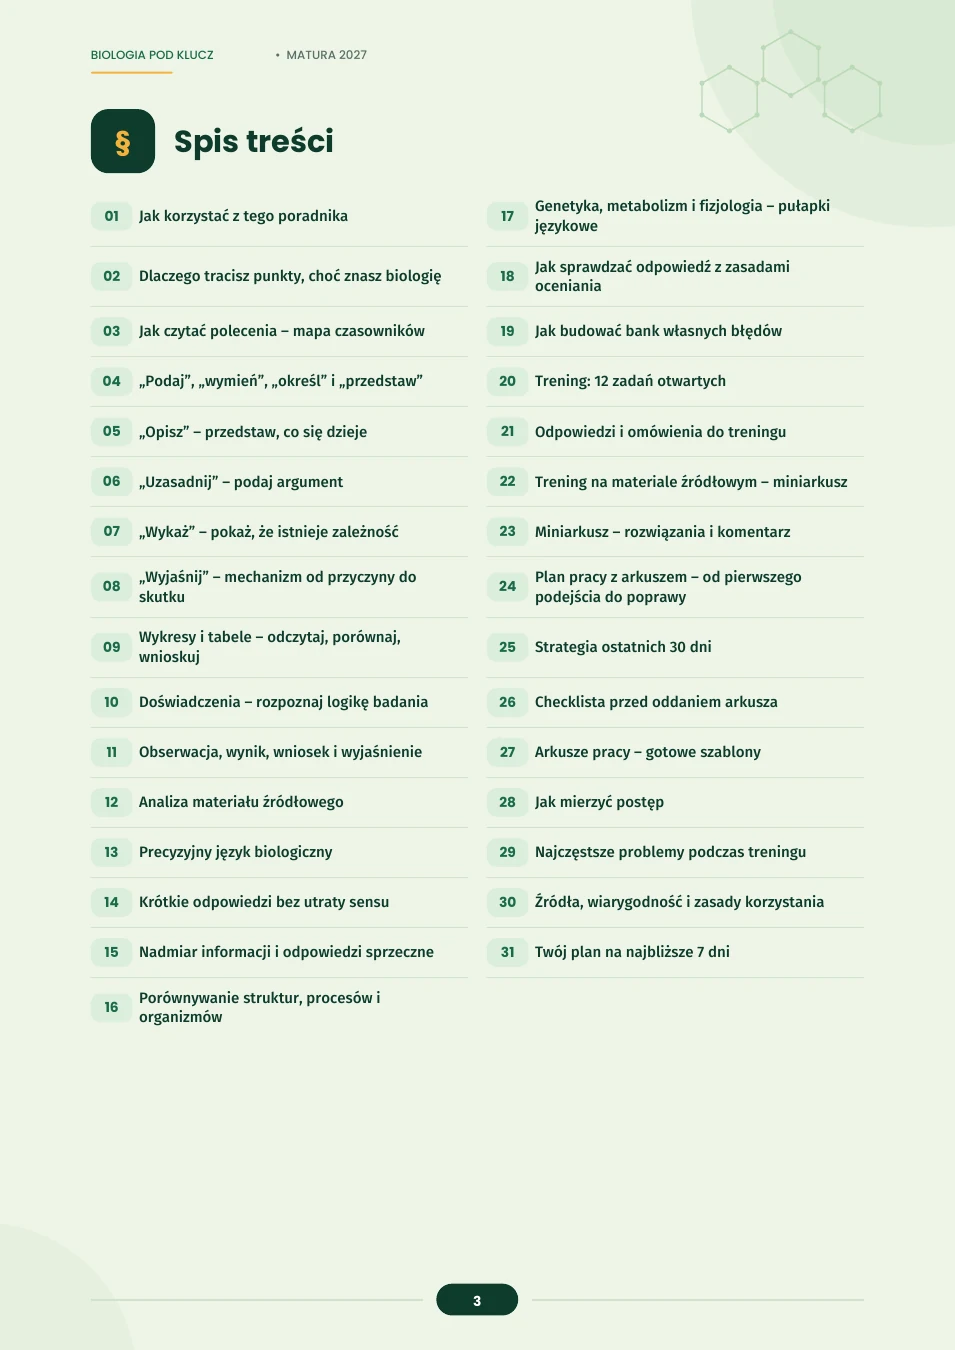 BIOLOGIA POD KLUCZ • MATURA 2027
§ Spis treści
01 Jak korzystać z tego poradnika
02 Dlaczego tracisz punkty, choć znasz biologię
03 Jak czytać polecenia – mapa czasowników
04 „Podaj”, „wymień”, „określ” i „przedstaw”
05 „Opisz” – przedstaw, co się dzieje
06 „Uzasadnij” – podaj argument
07 „Wykaż” – pokaż, że istnieje zależność
08 „Wyjaśnij” – mechanizm od przyczyny do
skutku
09 Wykresy i tabele – odczytaj, porównaj,
wnioskuj
10 Doświadczenia – rozpoznaj logikę badania
11 Obserwacja, wynik, wniosek i wyjaśnienie
12 Analiza materiału źródłowego
13 Precyzyjny język biologiczny
14 Krótkie odpowiedzi bez utraty sensu
15 Nadmiar informacji i odpowiedzi sprzeczne
16 Porównywanie struktur, procesów i
organizmów
17 Genetyka, metabolizm i fizjologia – pułapki
językowe
18 Jak sprawdzać odpowiedź z zasadami
oceniania
19 Jak budować bank własnych błędów
20 Trening: 12 zadań otwartych
21 Odpowiedzi i omówienia do treningu
22 Trening na materiale źródłowym – miniarkusz
23 Miniarkusz – rozwiązania i komentarz
24 Plan pracy z arkuszem – od pierwszego
podejścia do poprawy
25 Strategia ostatnich 30 dni
26 Checklista przed oddaniem arkusza
27 Arkusze pracy – gotowe szablony
28 Jak mierzyć postęp
29 Najczęstsze problemy podczas treningu
30 Źródła, wiarygodność i zasady korzystania
31 Twój plan na najbliższe 7 dni
3